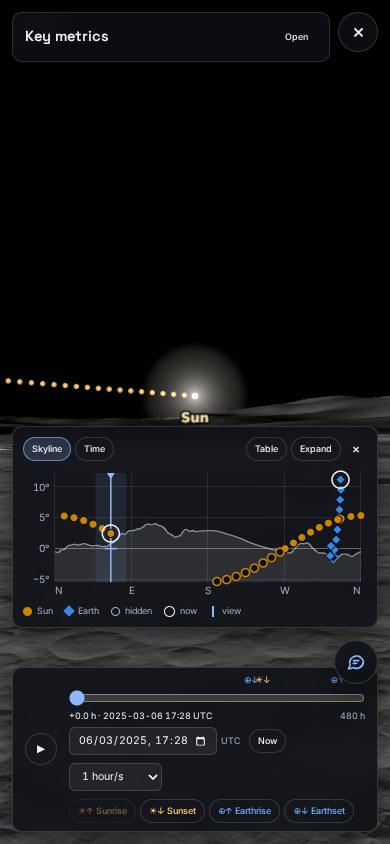 Key metrics
Open
×
Sun
Skyline Time Table Expand ×
10°
5°
0°
−5°
N E S W N
Sun Earth hidden now view
⊕↓☀↓ ⊕↑
+0.0 h · 2025-03-06 17:28 UTC 480 h
06/03/2025, 17:28 UTC Now
1 hour/s
☀↑ Sunrise ☀↓ Sunset ⊕↑ Earthrise ⊕↓ Earthset